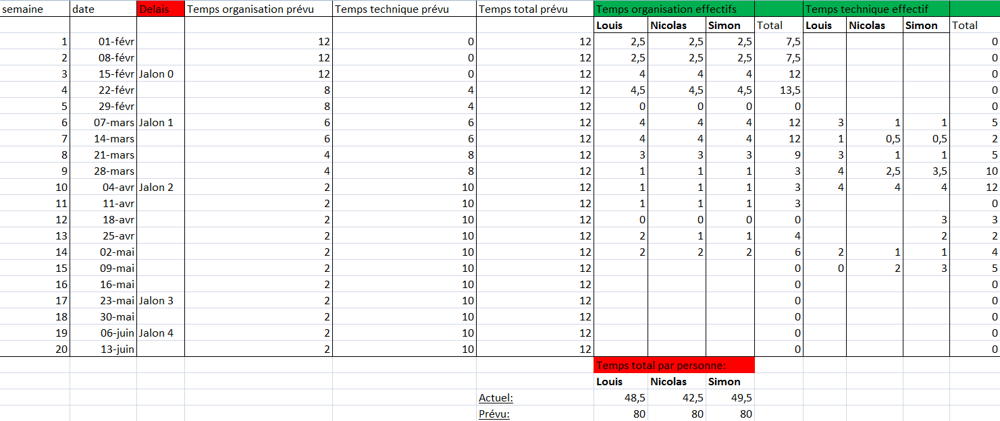 semaine date Delais Temps organisation prévu Temps technique prévu Temps total prévu Temps organisation effectifs Temps technique effectif
Louis Nicolas Simon Total Louis Nicolas Simon Total
1 01-févr 12 0 12 2,5 2,5 2,5 7,5 0
2 08-févr 12 0 12 2,5 2,5 2,5 7,5 0
3 15-févr Jalon 0 12 0 12 4 4 4 12 0
4 22-févr 8 4 12 4,5 4,5 4,5 13,5 0
5 29-févr 8 4 12 0 0 0 0 0
6 07-mars Jalon 1 6 6 12 4 4 4 12 3 1 1 5
7 14-mars 6 6 12 4 4 4 12 1 0,5 0,5 2
8 21-mars 4 8 12 3 3 3 9 3 1 1 5
9 28-mars 4 8 12 1 1 1 3 4 2,5 3,5 10
10 04-avr Jalon 2 2 10 12 1 1 1 3 4 4 4 12
11 11-avr 2 10 12 1 1 1 3 0
12 18-avr 2 10 12 0 0 0 0 3 3
13 25-avr 2 10 12 2 1 1 4 2 2
14 02-mai 2 10 12 2 2 2 6 2 1 1 4
15 09-mai 2 10 12 0 0 2 3 5
16 16-mai 2 10 12 0 0
17 23-mai Jalon 3 2 10 12 0 0
18 30-mai 2 10 12 0 0
19 06-juin Jalon 4 2 10 12 0 0
20 13-juin 2 10 12 0 0
Temps total par personne:
Louis Nicolas Simon
Actuel: 48,5 42,5 49,5
Prévu: 80 80 80